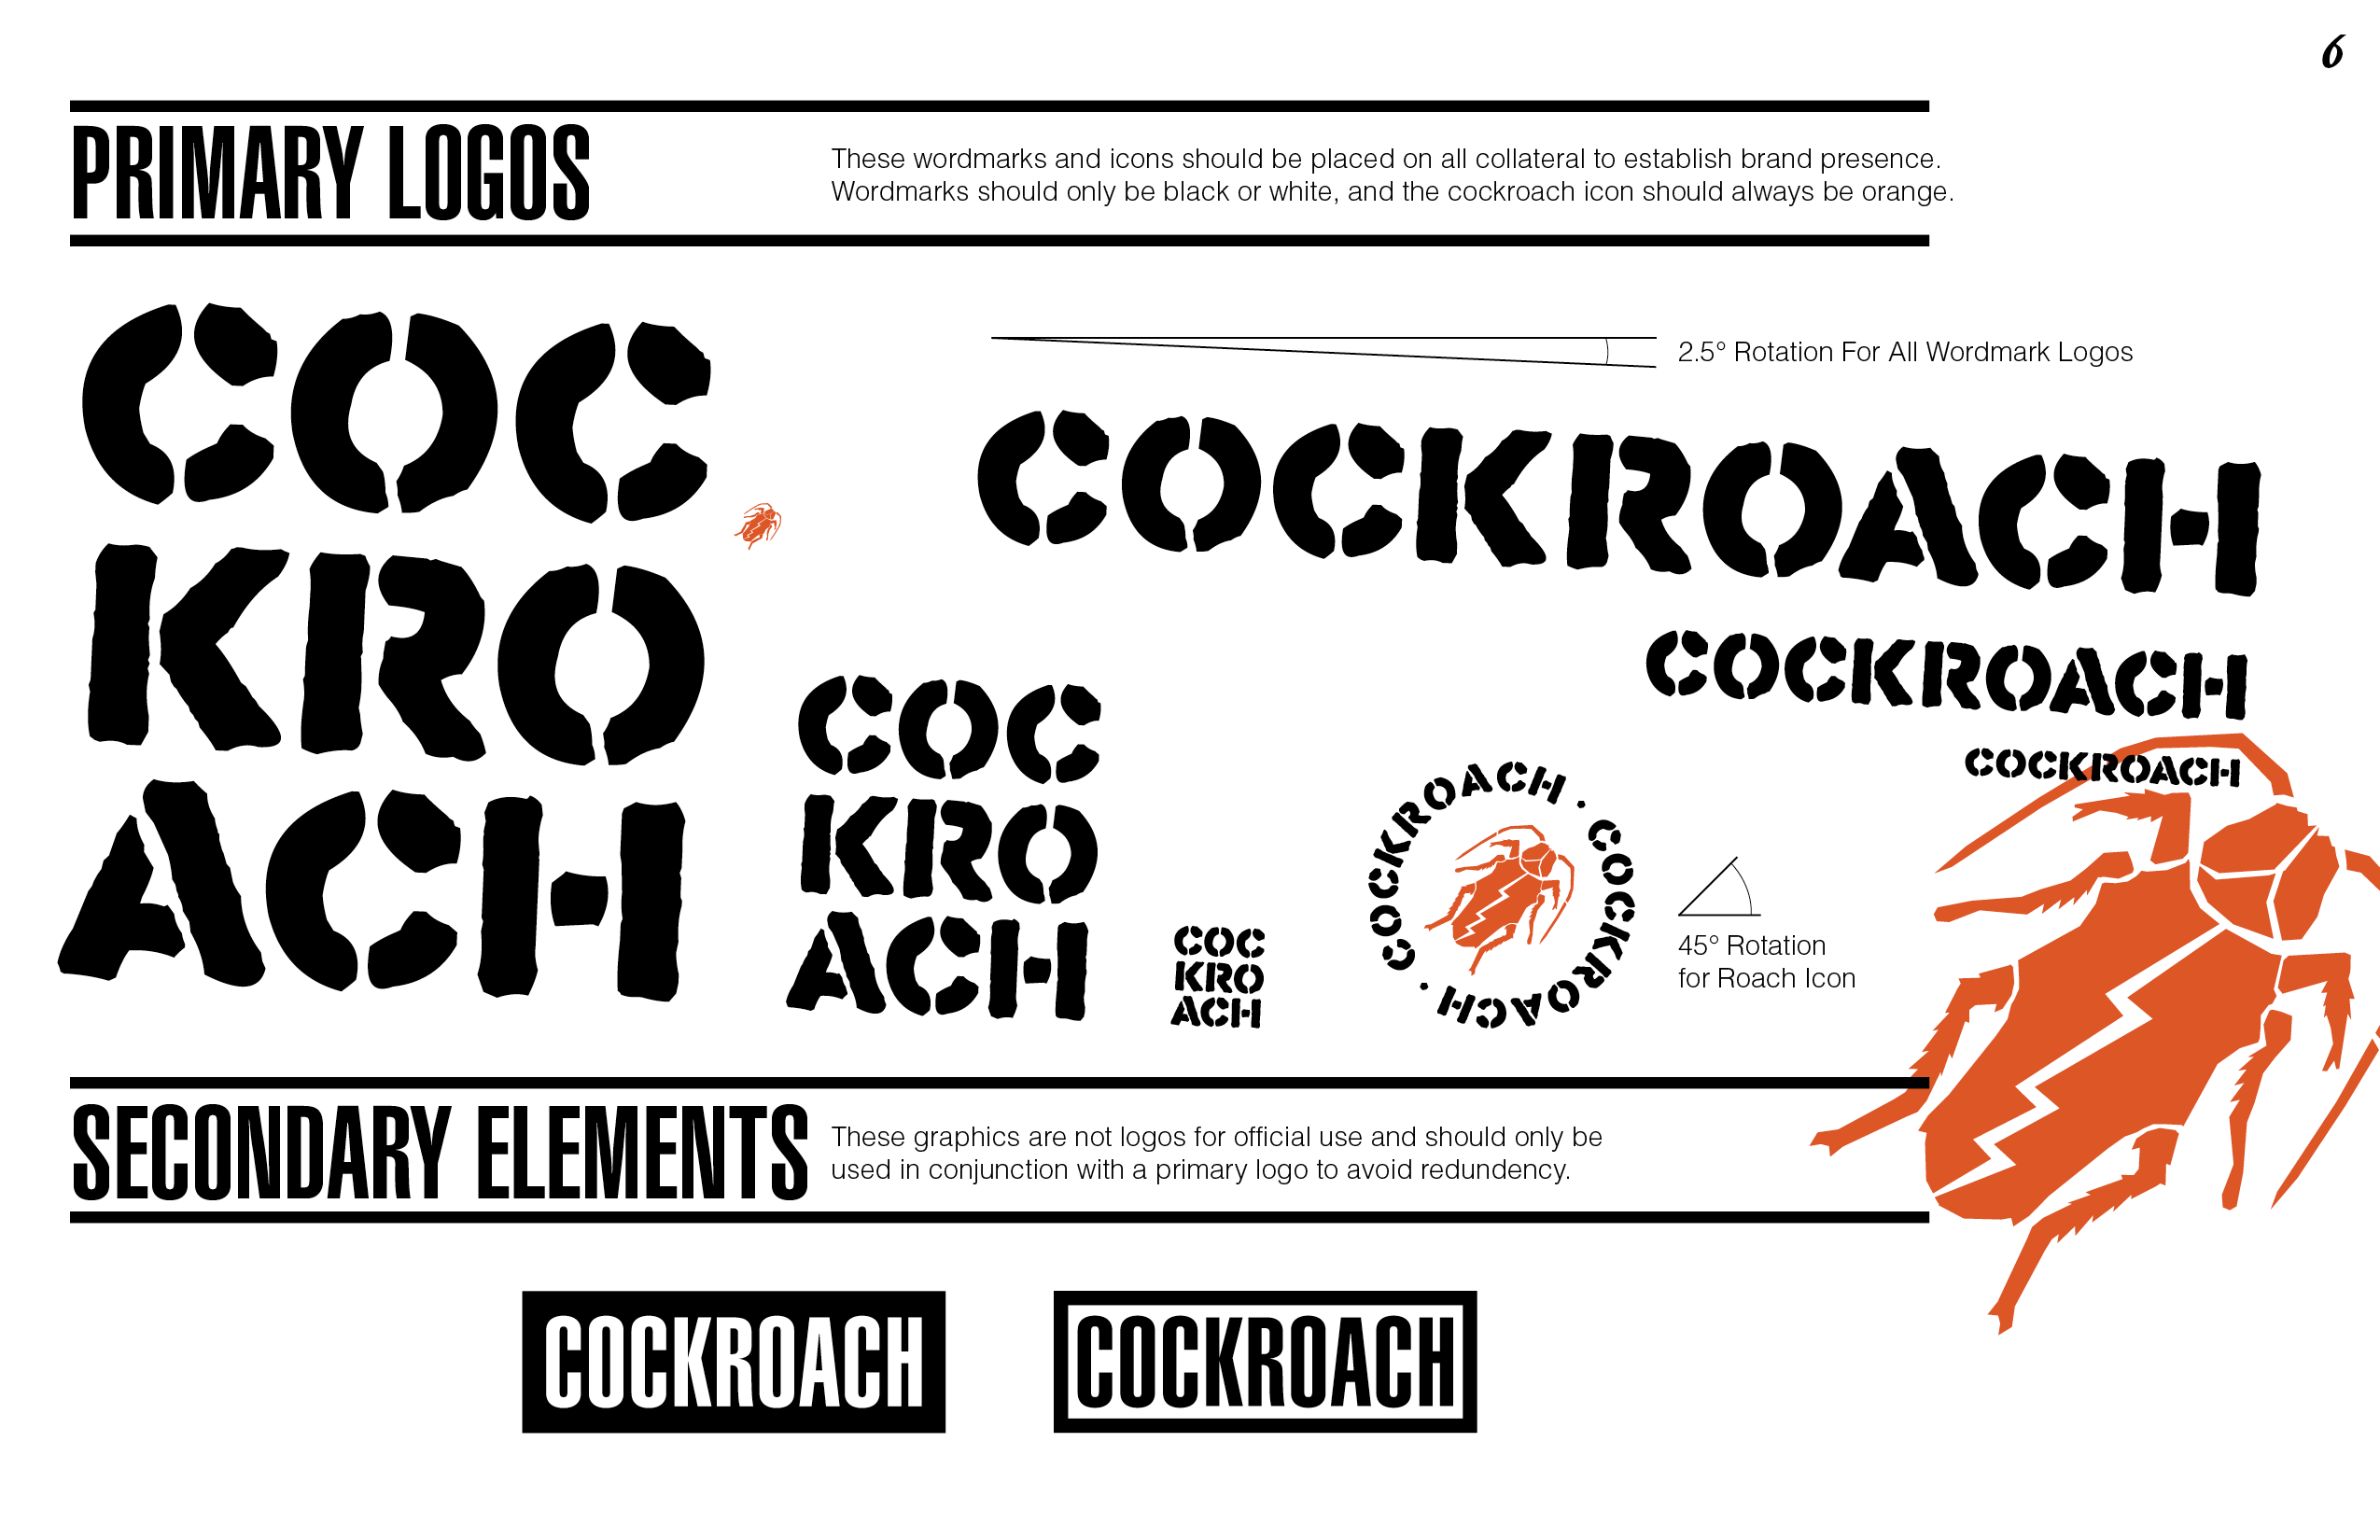 6
PRIMARY LOGOS
These wordmarks and icons should be placed on all collateral to establish brand presence.
Wordmarks should only be black or white, and the cockroach icon should always be orange.
COC
KRO
ACH
2.5° Rotation For All Wordmark Logos
COCKROACH
COCKROACH
COCKROACH
COC
KRO
ACH
COC
KRO
ACH
COCKROACH · COCKROACH ·
45° Rotation
for Roach Icon
SECONDARY ELEMENTS
These graphics are not logos for official use and should only be
used in conjunction with a primary logo to avoid redundency.
COCKROACH
COCKROACH